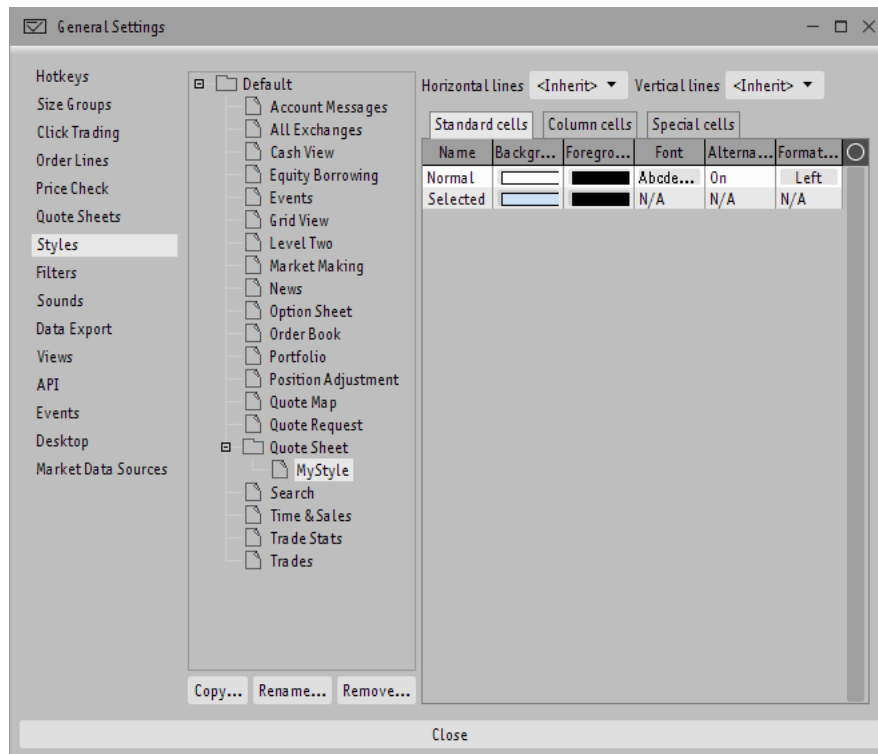 General Settings
Hotkeys
Size Groups
Click Trading
Order Lines
Price Check
Quote Sheets
Styles
Filters
Sounds
Data Export
Views
API
Events
Desktop
Market Data Sources
Default
Account Messages
All Exchanges
Cash View
Equity Borrowing
Events
Grid View
Level Two
Market Making
News
Option Sheet
Order Book
Portfolio
Position Adjustment
Quote Map
Quote Request
Quote Sheet
MyStyle
Search
Time & Sales
Trade Stats
Trades
Copy... Rename... Remove...
Horizontal lines <Inherit> Vertical lines <Inherit>
Standard cells Column cells Special cells
Name Backgr... Foregro... Font Alterna... Format...
Normal Abcde... On Left
Selected N/A N/A N/A
Close